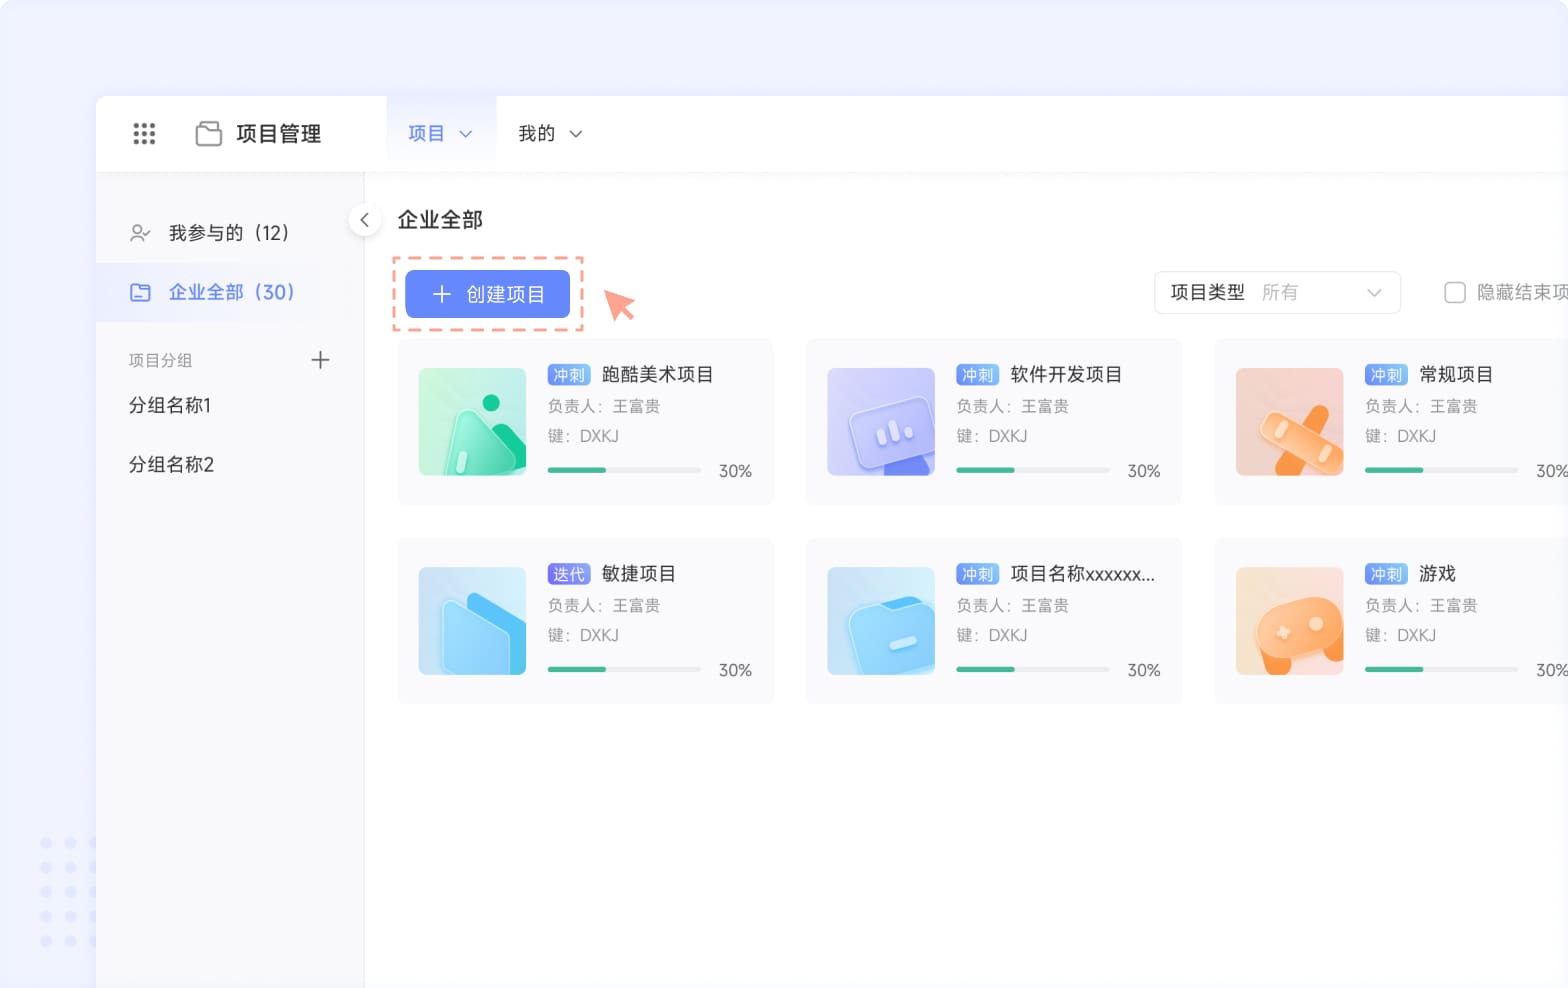 项目管理
项目
我的
我参与的（12）
企业全部（30）
项目分组
分组名称1
分组名称2
企业全部
创建项目
项目类型 所有
隐藏结束项
冲刺 跑酷美术项目
负责人：王富贵
键：DXKJ
30%
冲刺 软件开发项目
负责人：王富贵
键：DXKJ
30%
冲刺 常规项目
负责人：王富贵
键：DXKJ
30%
迭代 敏捷项目
负责人：王富贵
键：DXKJ
30%
冲刺 项目名称xxxxxx...
负责人：王富贵
键：DXKJ
30%
冲刺 游戏
负责人：王富贵
键：DXKJ
30%